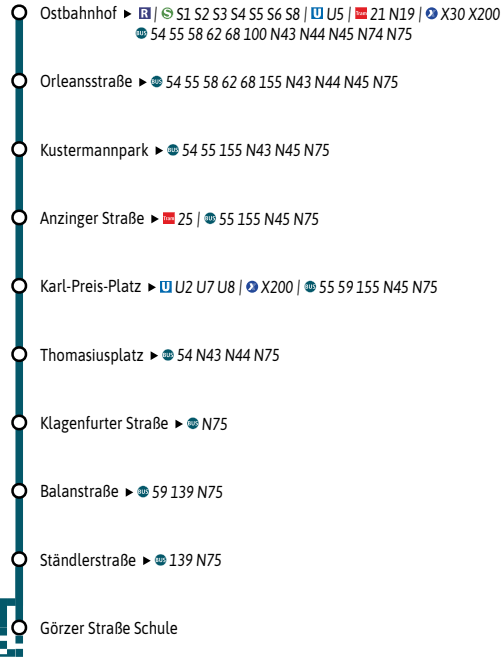 Ostbahnhof ▸ R | S S1 S2 S3 S4 S5 S6 S8 | U U5 | Tram 21 N19 | X X30 X200
BUS 54 55 58 62 68 100 N43 N44 N45 N74 N75
Orleansstraße ▸ BUS 54 55 58 62 68 155 N43 N44 N45 N75
Kustermannpark ▸ BUS 54 55 155 N43 N45 N75
Anzinger Straße ▸ Tram 25 | BUS 55 155 N45 N75
Karl-Preis-Platz ▸ U U2 U7 U8 | X X200 | BUS 55 59 155 N45 N75
Thomasiusplatz ▸ BUS 54 N43 N44 N75
Klagenfurter Straße ▸ BUS N75
Balanstraße ▸ BUS 59 139 N75
Ständlerstraße ▸ BUS 139 N75
Görzer Straße Schule